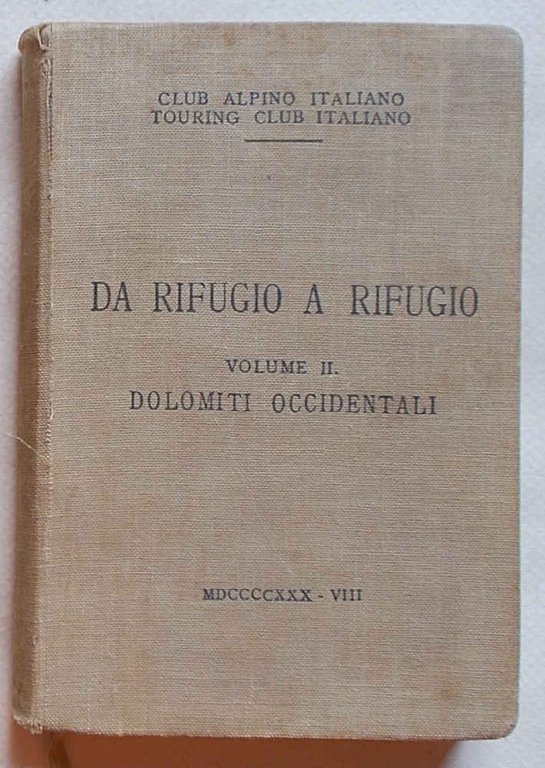 CLUB ALPINO ITALIANO
TOURING CLUB ITALIANO
DA RIFUGIO A RIFUGIO
VOLUME II.
DOLOMITI OCCIDENTALI
MDCCCCXXX - VIII